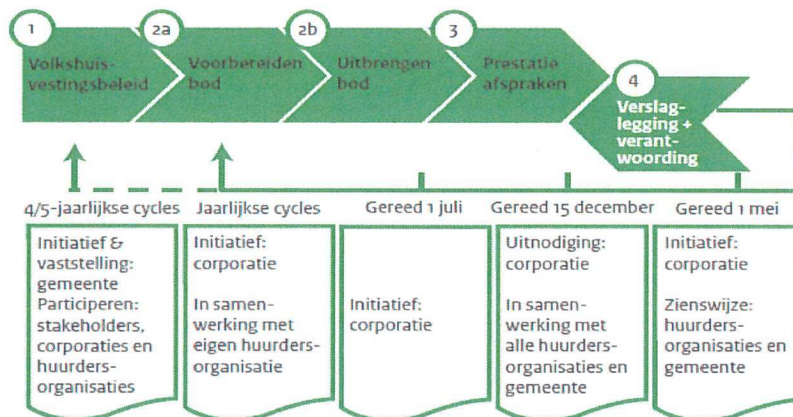 1
Volkshuis-
vestingsbeleid
2a
Voorbereiden
bod
2b
Uitbrengen
bod
3
Prestatie
afspraken
4
Verslag-
legging +
verant-
woording
4/5-jaarlijkse cycles
Jaarlijkse cycles
Gereed 1 juli
Gereed 15 december
Gereed 1 mei
Initiatief &
vaststelling:
gemeente
Participeren:
stakeholders,
corporaties en
huurders-
organisaties
Initiatief:
corporatie
In samen-
werking met
eigen huurders-
organisatie
Initiatief:
corporatie
Uitnodiging:
corporatie
In samen-
werking met
alle huurders-
organisaties en
gemeente
Initiatief:
corporatie
Zienswijze:
huurders-
organisaties en
gemeente